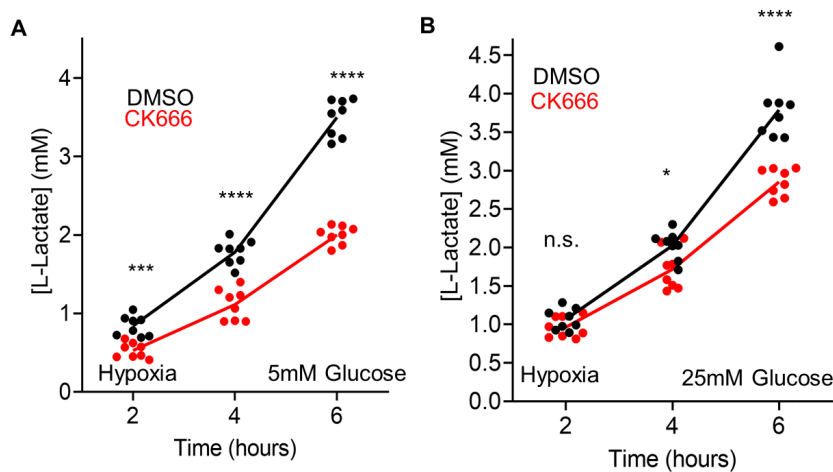 A
[L-Lactate] (mM)
4
3
2
1
0
DMSO
CK666
***
****
****
Hypoxia
5mM Glucose
2
4
6
Time (hours)
B
[L-Lactate] (mM)
4.5
4.0
3.5
3.0
2.5
2.0
1.5
1.0
0.5
0.0
DMSO
CK666
n.s.
*
****
Hypoxia
25mM Glucose
2
4
6
Time (hours)